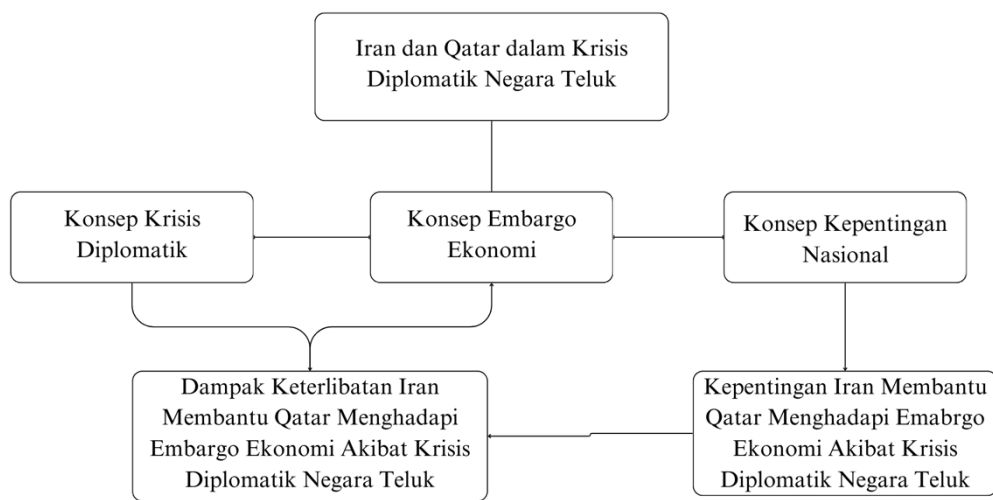 Iran dan Qatar dalam Krisis
Diplomatik Negara Teluk
Konsep Krisis
Diplomatik
Konsep Embargo
Ekonomi
Konsep Kepentingan
Nasional
Dampak Keterlibatan Iran
Membantu Qatar Menghadapi
Embargo Ekonomi Akibat Krisis
Diplomatik Negara Teluk
Kepentingan Iran Membantu
Qatar Menghadapi Emabrgo
Ekonomi Akibat Krisis
Diplomatik Negara Teluk